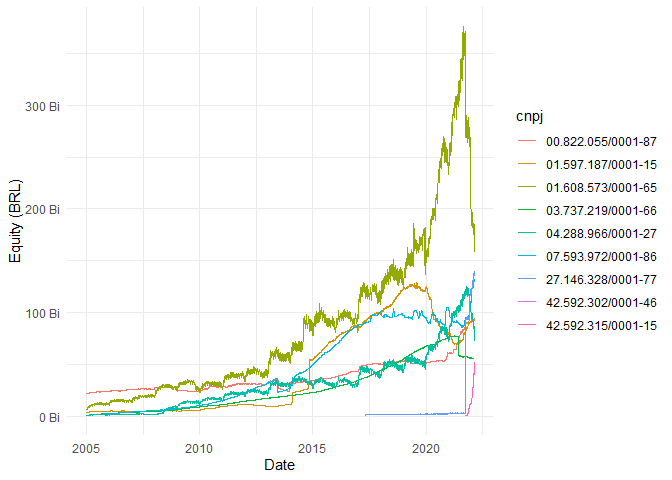 cnpj
00.822.055/0001-87
01.597.187/0001-15
01.608.573/0001-65
03.737.219/0001-66
04.288.966/0001-27
07.593.972/0001-86
27.146.328/0001-77
42.592.302/0001-46
42.592.315/0001-15
Equity (BRL)
300 Bi
200 Bi
100 Bi
0 Bi
2005 2010 2015 2020
Date